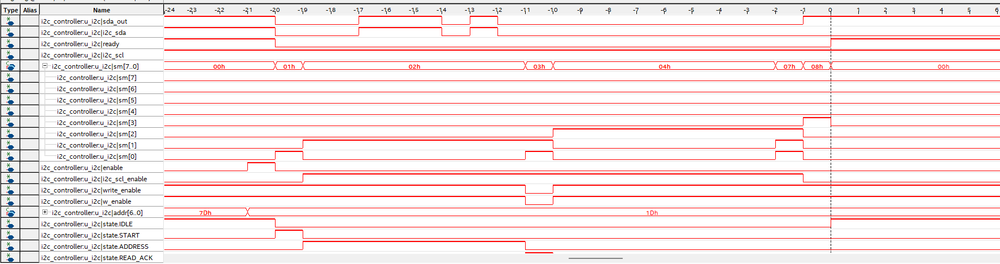 Type Alias Name -24 -23 -22 -21 -20 -19 -18 -17 -16 -15 -14 -13 -12 -11 -10 -9 -8 -7 -6 -5 -4 -3 -2 -1 0 1 2 3 4 5 6
i2c_controller:u_i2c|sda_out
i2c_controller:u_i2c|i2c_sda
i2c_controller:u_i2c|ready
i2c_controller:u_i2c|i2c_scl
i2c_controller:u_i2c|sm[7..0] 00h 01h 02h 03h 04h 07h 08h 00h
i2c_controller:u_i2c|sm[7]
i2c_controller:u_i2c|sm[6]
i2c_controller:u_i2c|sm[5]
i2c_controller:u_i2c|sm[4]
i2c_controller:u_i2c|sm[3]
i2c_controller:u_i2c|sm[2]
i2c_controller:u_i2c|sm[1]
i2c_controller:u_i2c|sm[0]
i2c_controller:u_i2c|enable
i2c_controller:u_i2c|i2c_scl_enable
i2c_controller:u_i2c|write_enable
i2c_controller:u_i2c|w_enable
i2c_controller:u_i2c|addr[6..0] 7Dh 1Dh
i2c_controller:u_i2c|state.IDLE
i2c_controller:u_i2c|state.START
i2c_controller:u_i2c|state.ADDRESS
i2c_controller:u_i2c|state.READ_ACK